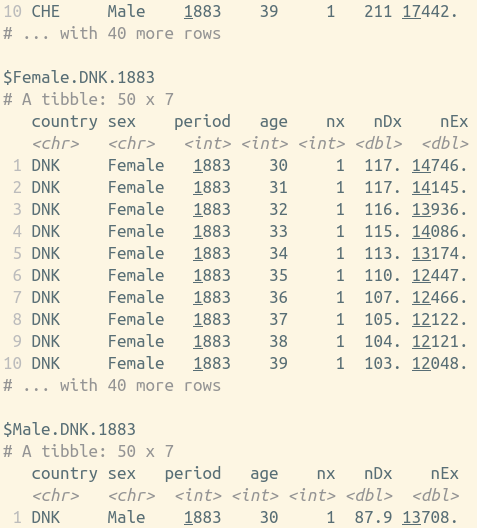 10 CHE     Male    1883    39     1   211 17442.
# ... with 40 more rows

$Female.DNK.1883
# A tibble: 50 x 7
   country sex    period   age    nx   nDx    nEx
   <chr>   <chr>   <int> <int> <int> <dbl>  <dbl>
 1 DNK     Female   1883    30     1  117. 14746.
 2 DNK     Female   1883    31     1  117. 14145.
 3 DNK     Female   1883    32     1  116. 13936.
 4 DNK     Female   1883    33     1  115. 14086.
 5 DNK     Female   1883    34     1  113. 13174.
 6 DNK     Female   1883    35     1  110. 12447.
 7 DNK     Female   1883    36     1  107. 12466.
 8 DNK     Female   1883    37     1  105. 12122.
 9 DNK     Female   1883    38     1  104. 12121.
10 DNK     Female   1883    39     1  103. 12048.
# ... with 40 more rows

$Male.DNK.1883
# A tibble: 50 x 7
   country sex   period   age    nx   nDx    nEx
   <chr>   <chr>  <int> <int> <int> <dbl>  <dbl>
 1 DNK     Male    1883    30     1  87.9 13708.